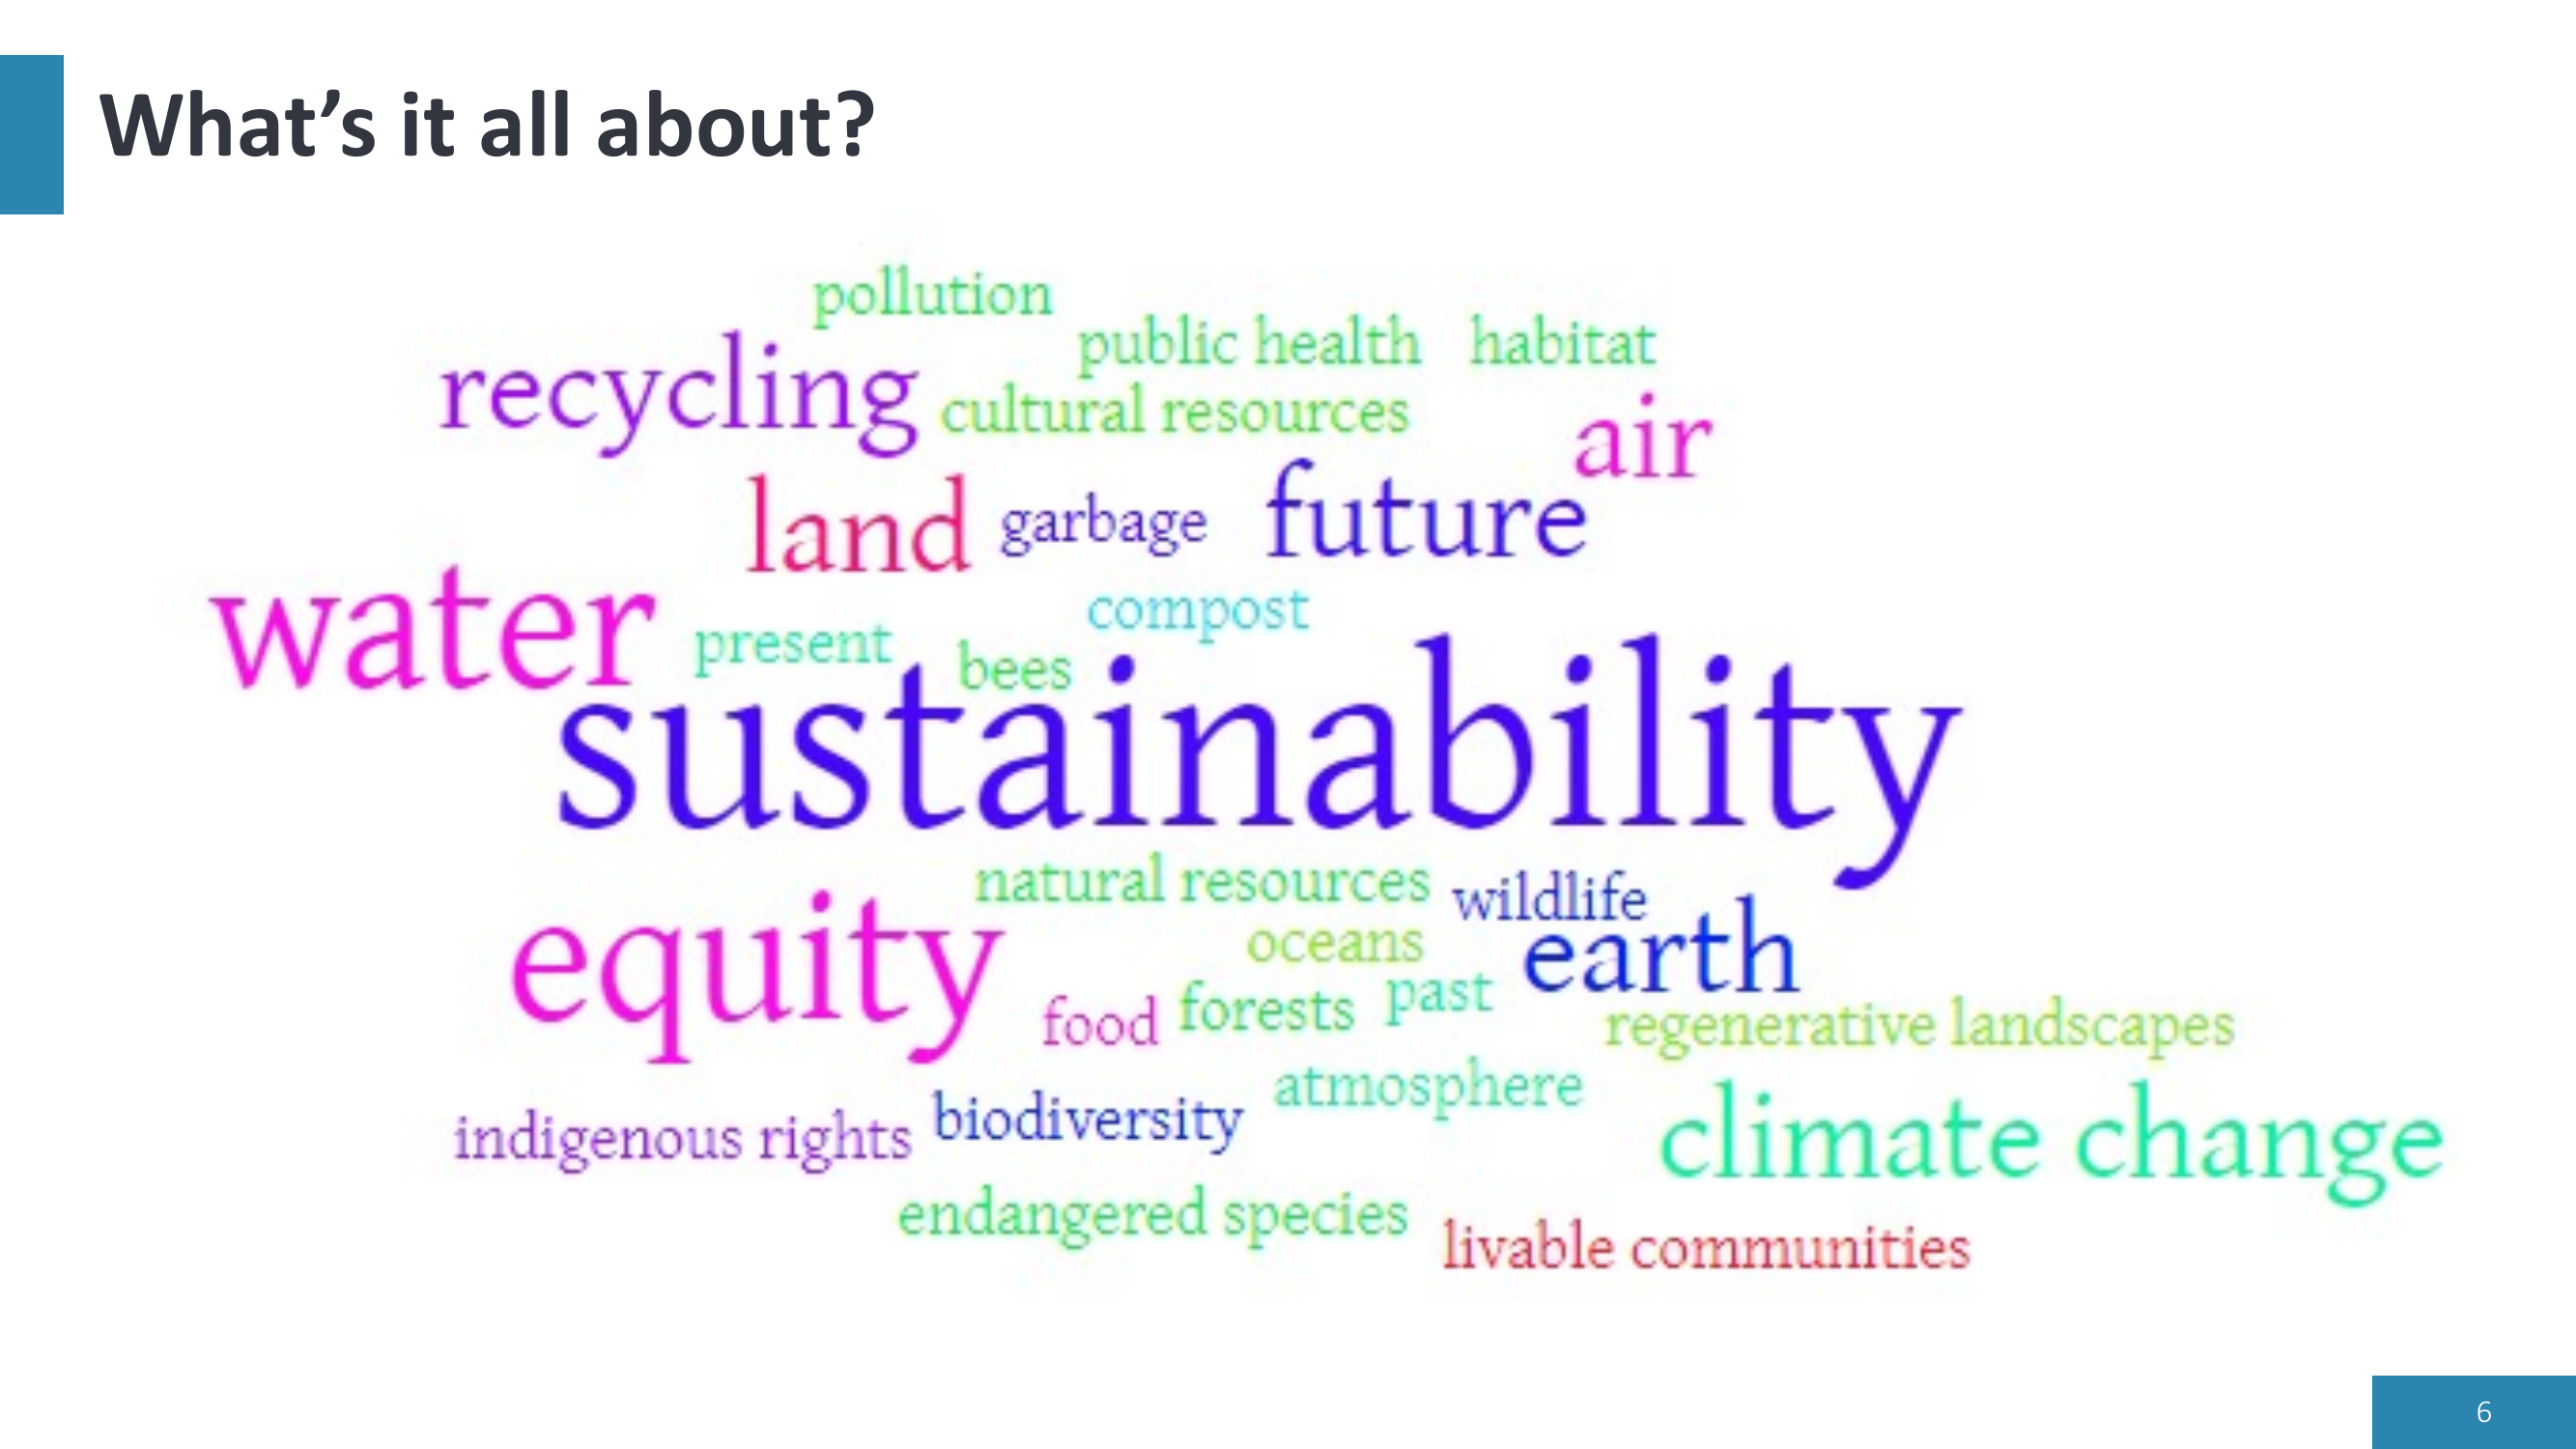 What’s it all about?
pollution
public health
habitat
recycling
cultural resources
air
land
garbage
future
water
compost
present
bees
sustainability
natural resources
wildlife
equity
oceans
earth
food
forests
past
regenerative landscapes
atmosphere
indigenous rights
biodiversity
climate change
endangered species
livable communities
6